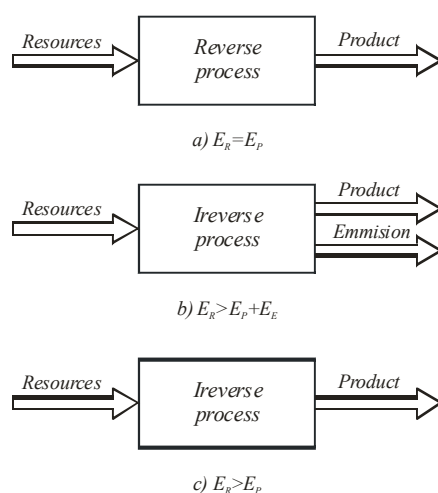 Resources
Reverse
process
Product
a) E_R=E_P
Resources
Ireverse
process
Product
Emmision
b) E_R>E_P+E_E
Resources
Ireverse
process
Product
c) E_R>E_P